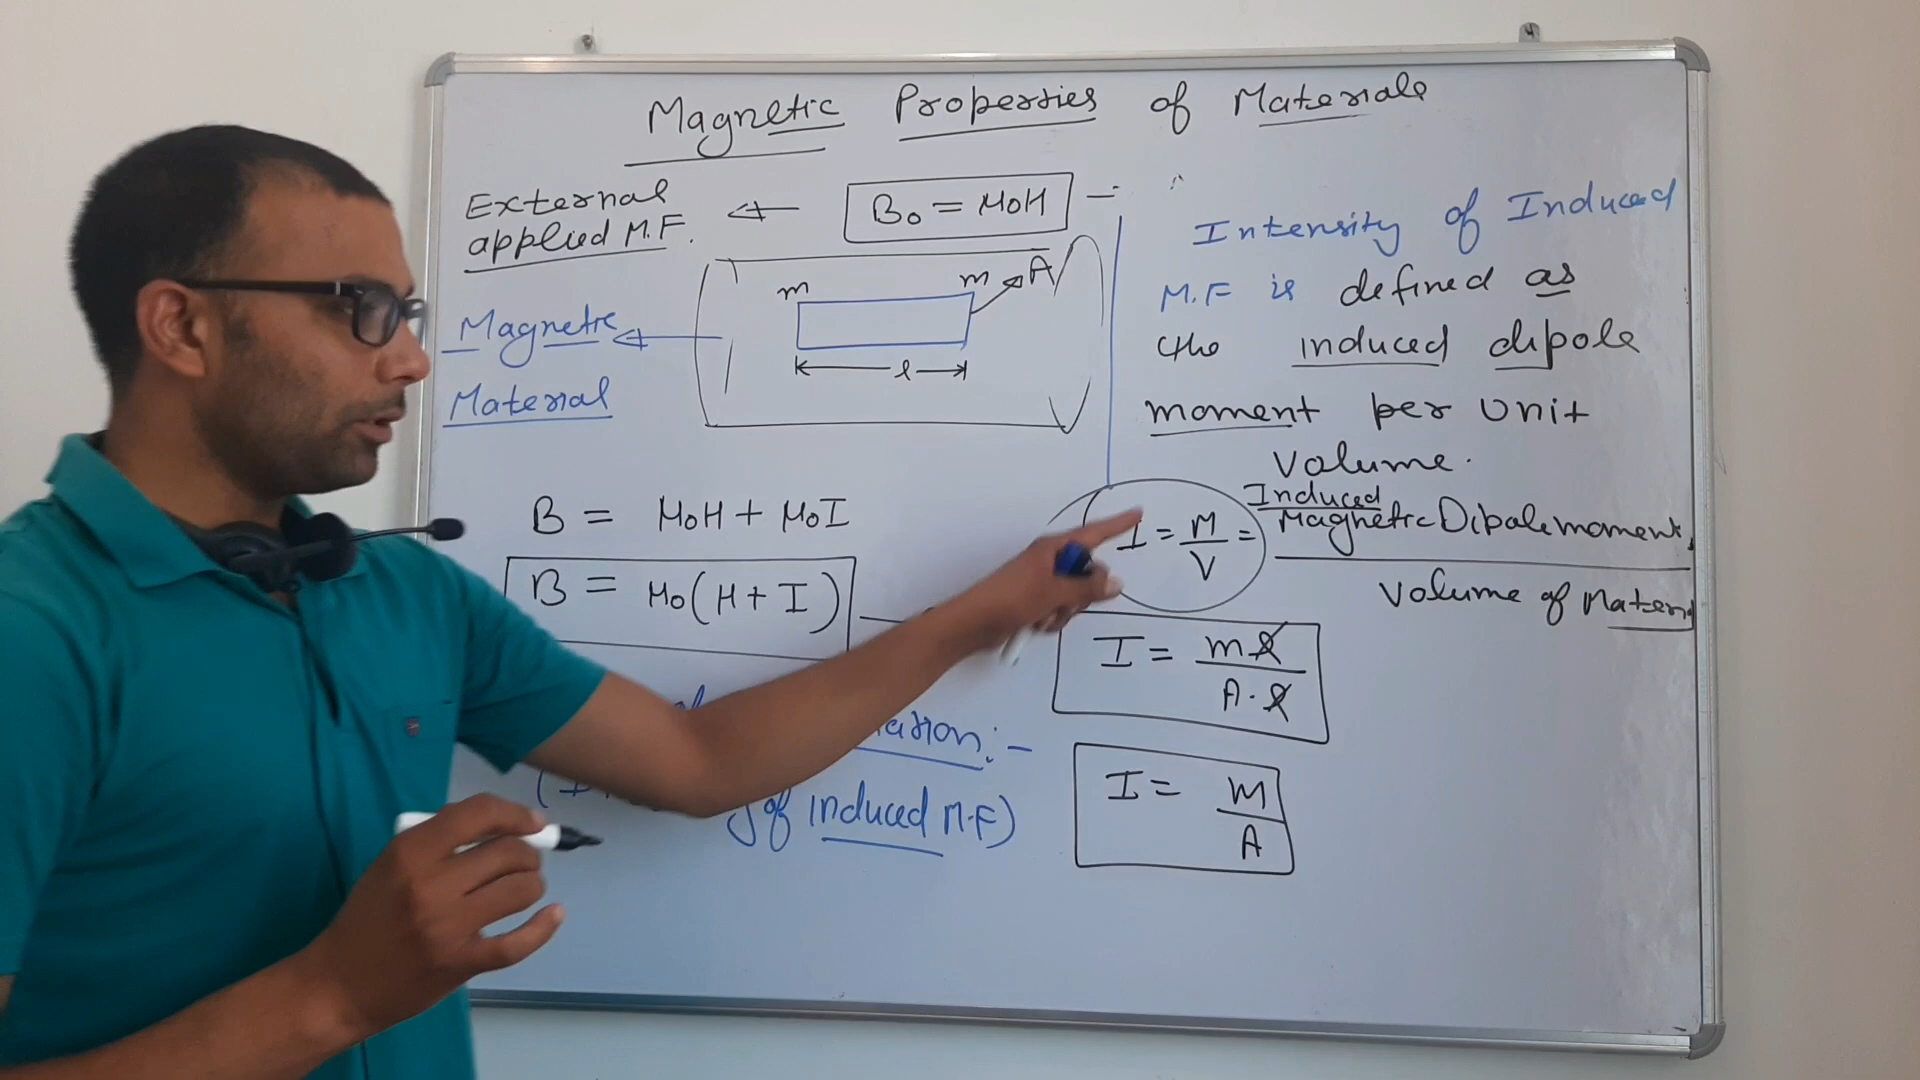 Magnetic Properties of Materials
External
applied M.F.
B₀ = μ₀H
m m A
Magnetic
Material
l
B = μ₀H + μ₀I
B = μ₀(H + I)
of induced M.F)
Intensity of Induced
M.F is defined as
the induced dipole
moment per Unit
Volume.
I = M/V = Induced Magnetic Dipole moment / Volume of Materi
I = ml/A·l
I = m/A